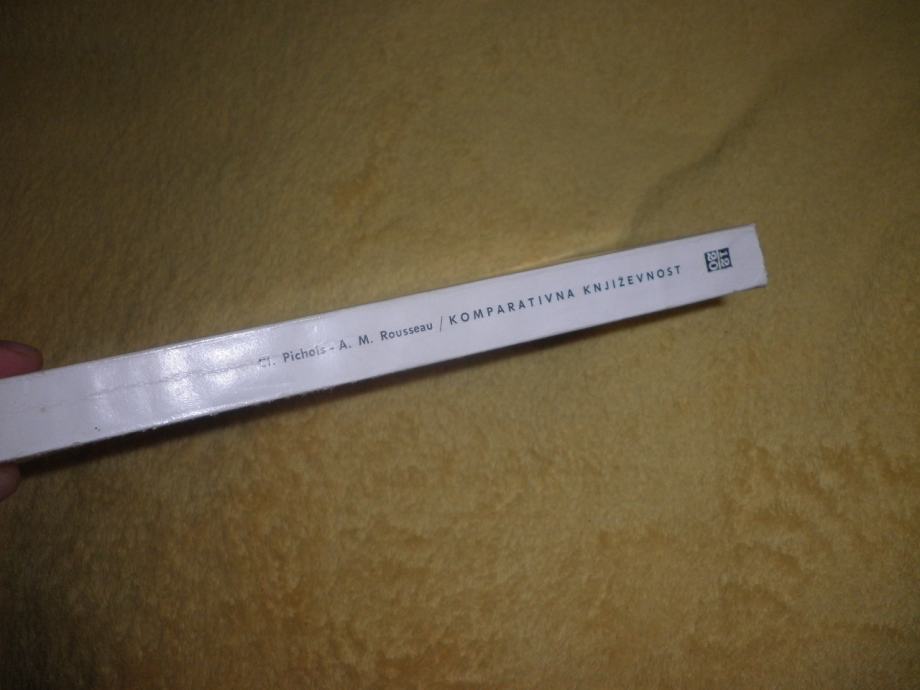 Cl. Pichois - A. M. Rousseau / KOMPARATIVNA KNJIŽEVNOST